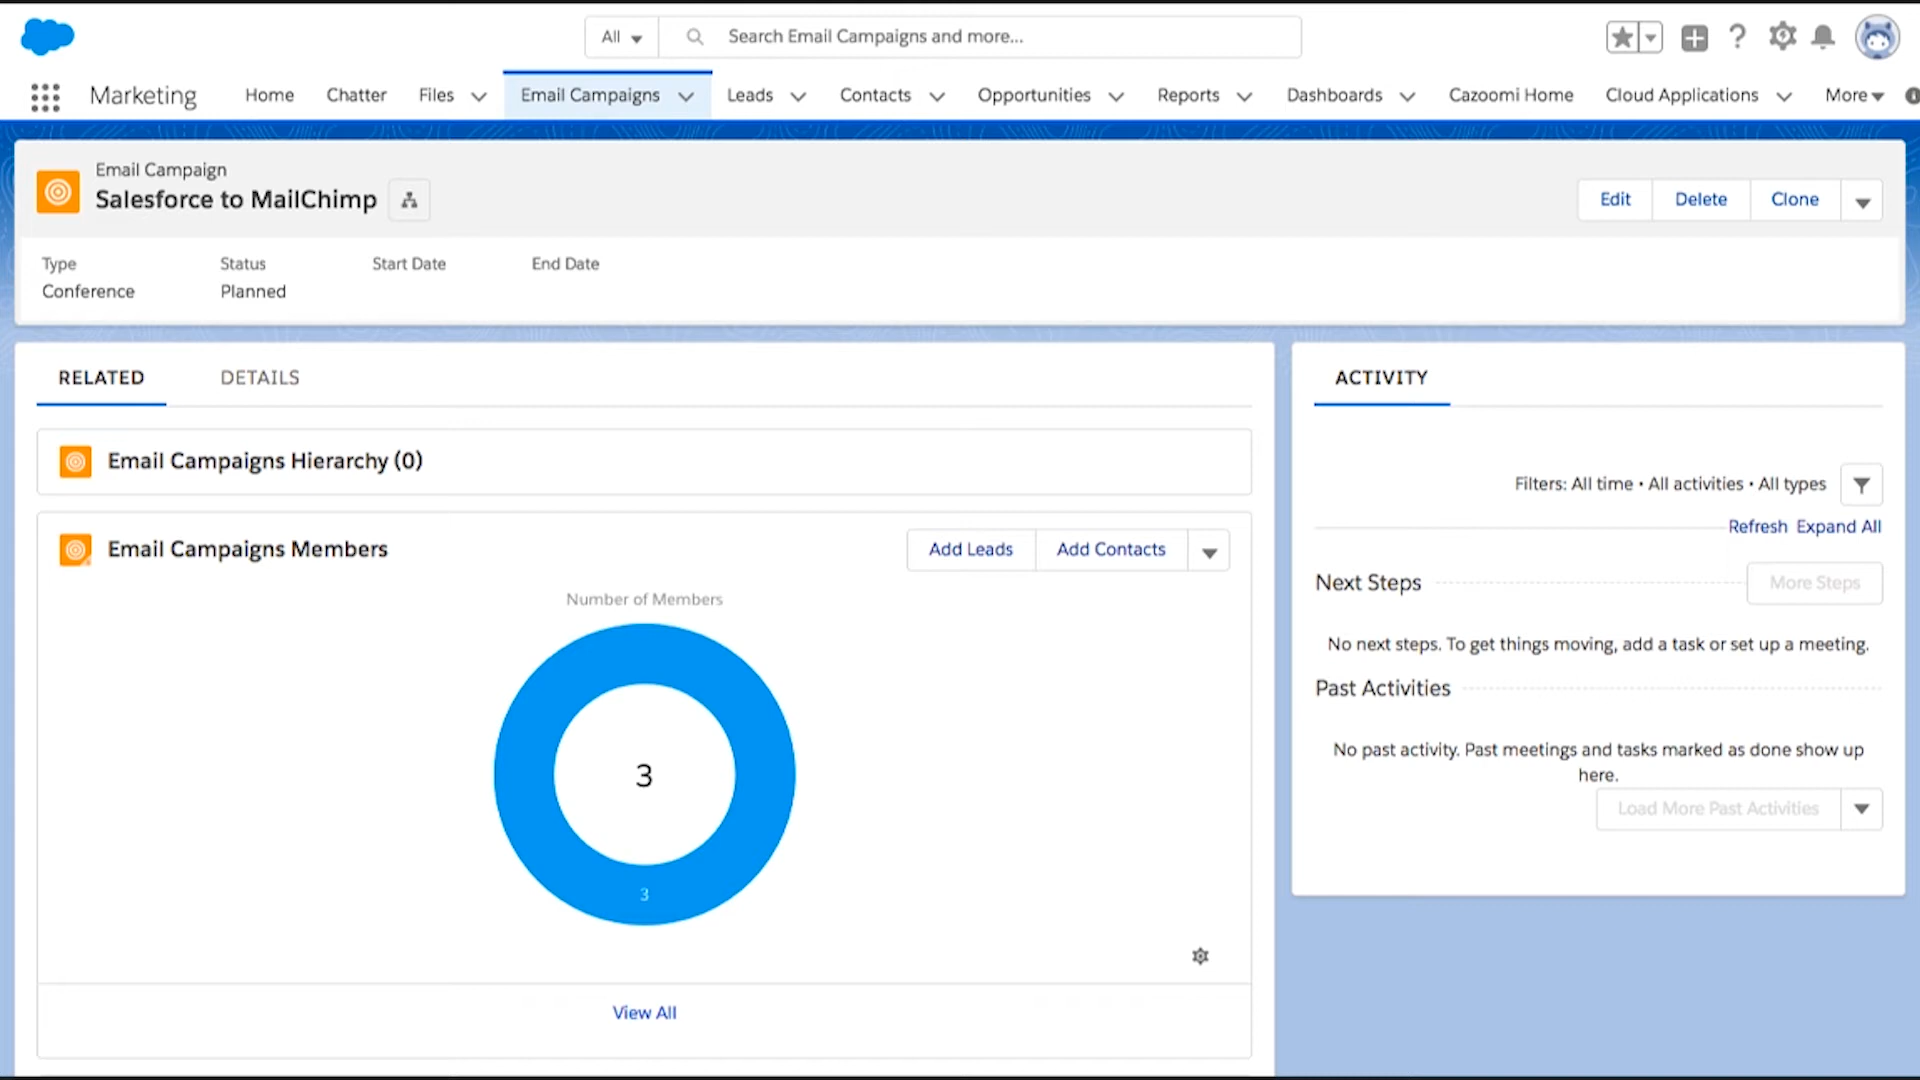 All
Search Email Campaigns and more...
Marketing Home Chatter Files Email Campaigns Leads Contacts Opportunities Reports Dashboards Cazoomi Home Cloud Applications More
Email Campaign
Salesforce to MailChimp
Edit Delete Clone
Type Status Start Date End Date
Conference Planned
RELATED DETAILS
Email Campaigns Hierarchy (0)
Email Campaigns Members
Add Leads Add Contacts
Number of Members
3
3
View All
ACTIVITY
Filters: All time • All activities • All types
Refresh Expand All
Next Steps
More Steps
No next steps. To get things moving, add a task or set up a meeting.
Past Activities
No past activity. Past meetings and tasks marked as done show up
here.
Load More Past Activities